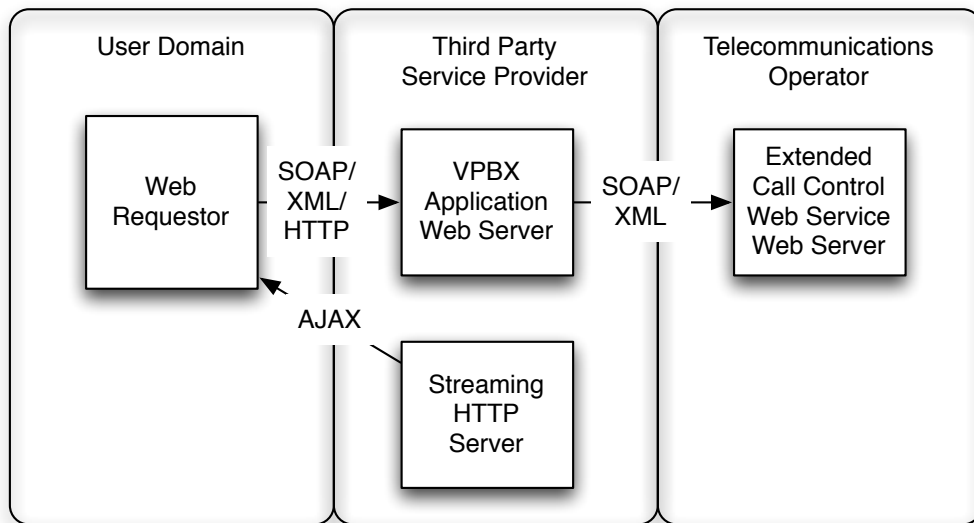 User Domain
Third Party
Service Provider
Telecommunications
Operator
Web
Requestor
SOAP/
XML/
HTTP
VPBX
Application
Web Server
SOAP/
XML
Extended
Call Control
Web Service
Web Server
AJAX
Streaming
HTTP
Server